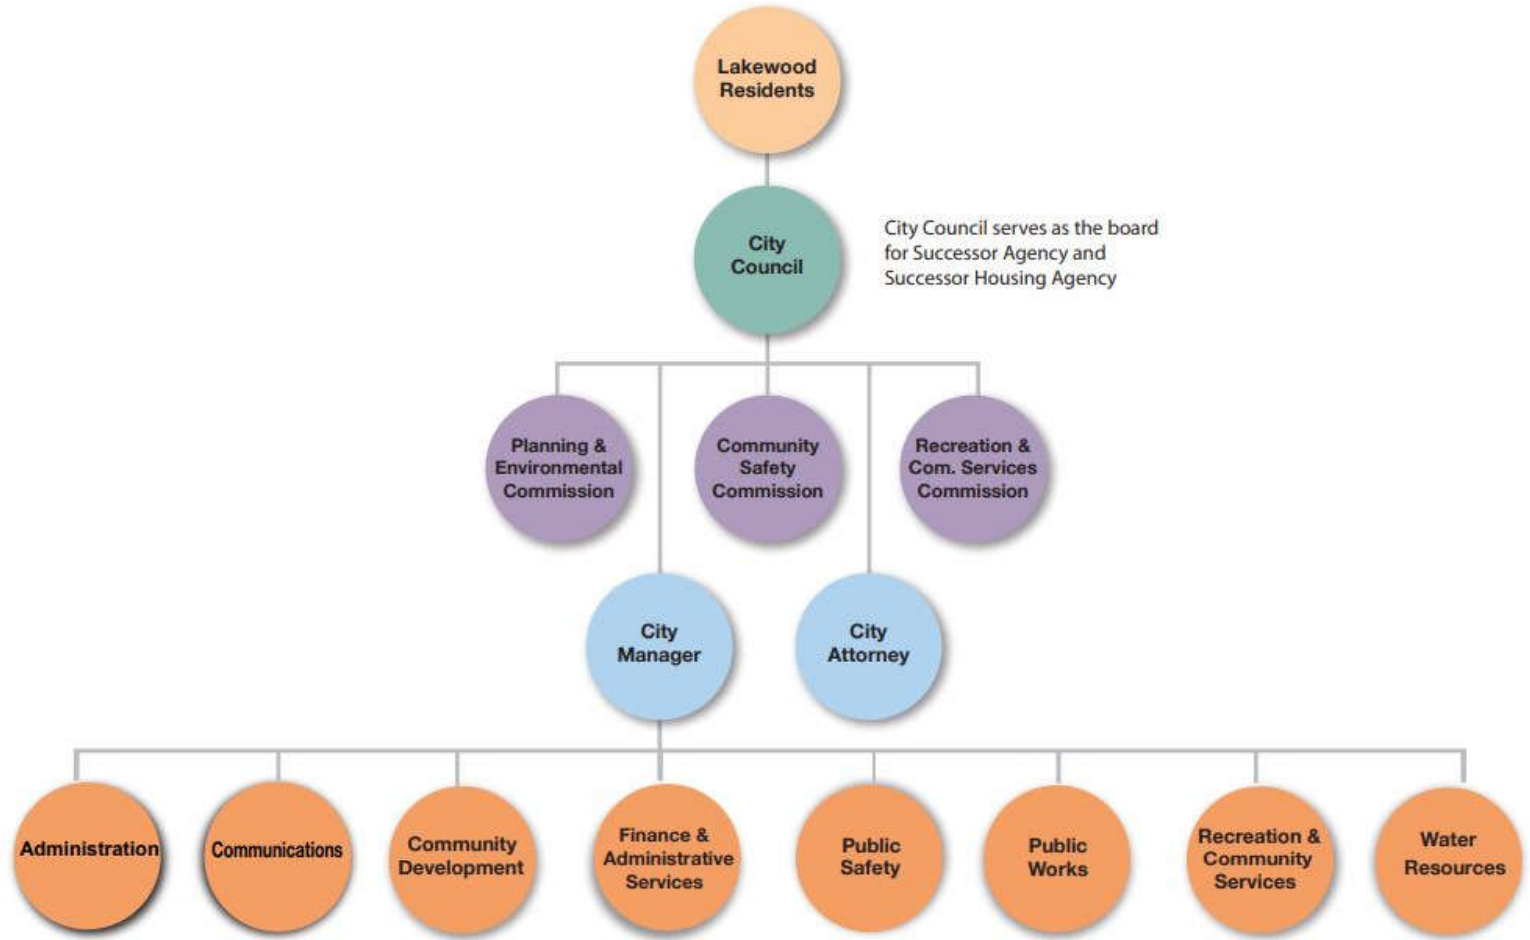 Lakewood
Residents
City
Council
City Council serves as the board
for Successor Agency and
Successor Housing Agency
Planning &
Environmental
Commission
Community
Safety
Commission
Recreation &
Com. Services
Commission
City
Manager
City
Attorney
Administration
Communications
Community
Development
Finance &
Administrative
Services
Public
Safety
Public
Works
Recreation &
Community
Services
Water
Resources